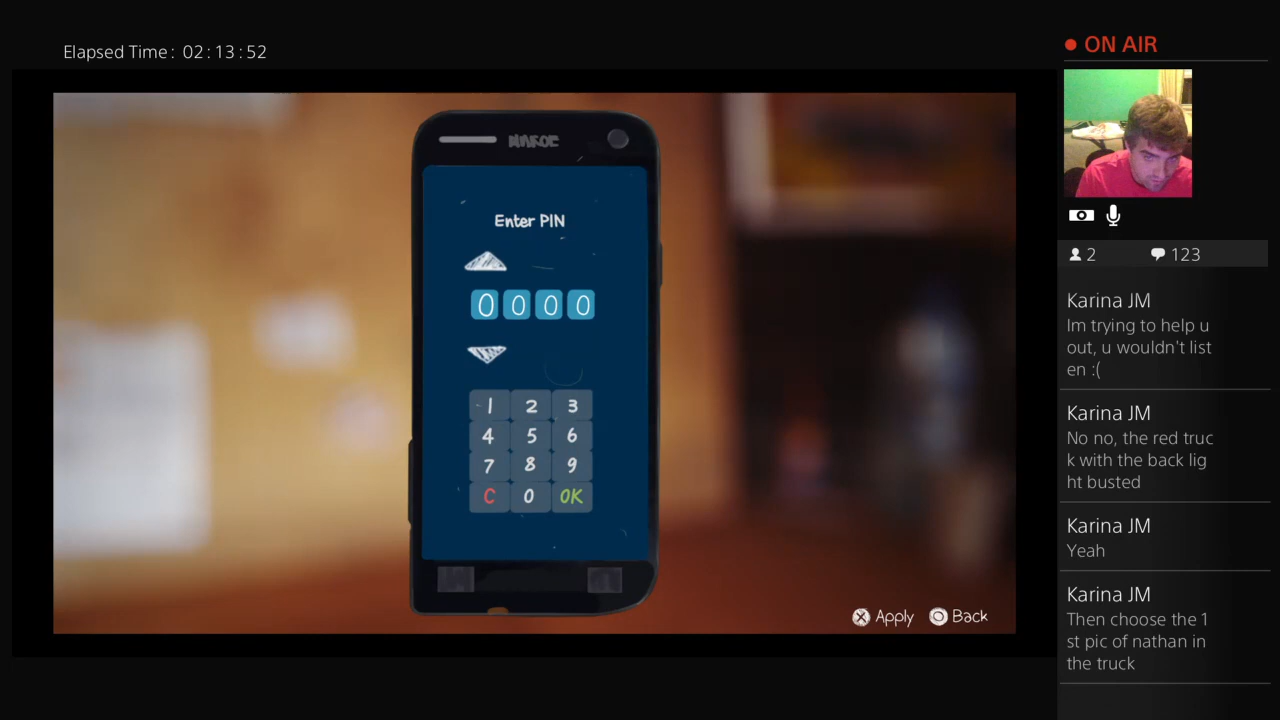 Elapsed Time: 02:13:52
ON AIR
Enter PIN
0 0 0 0
1 2 3
4 5 6
7 8 9
C 0 OK
Apply Back
2 123
Karina JM
Im trying to help u
out, u wouldn't list
en :(
Karina JM
No no, the red truc
k with the back lig
ht busted
Karina JM
Yeah
Karina JM
Then choose the 1
st pic of nathan in
the truck